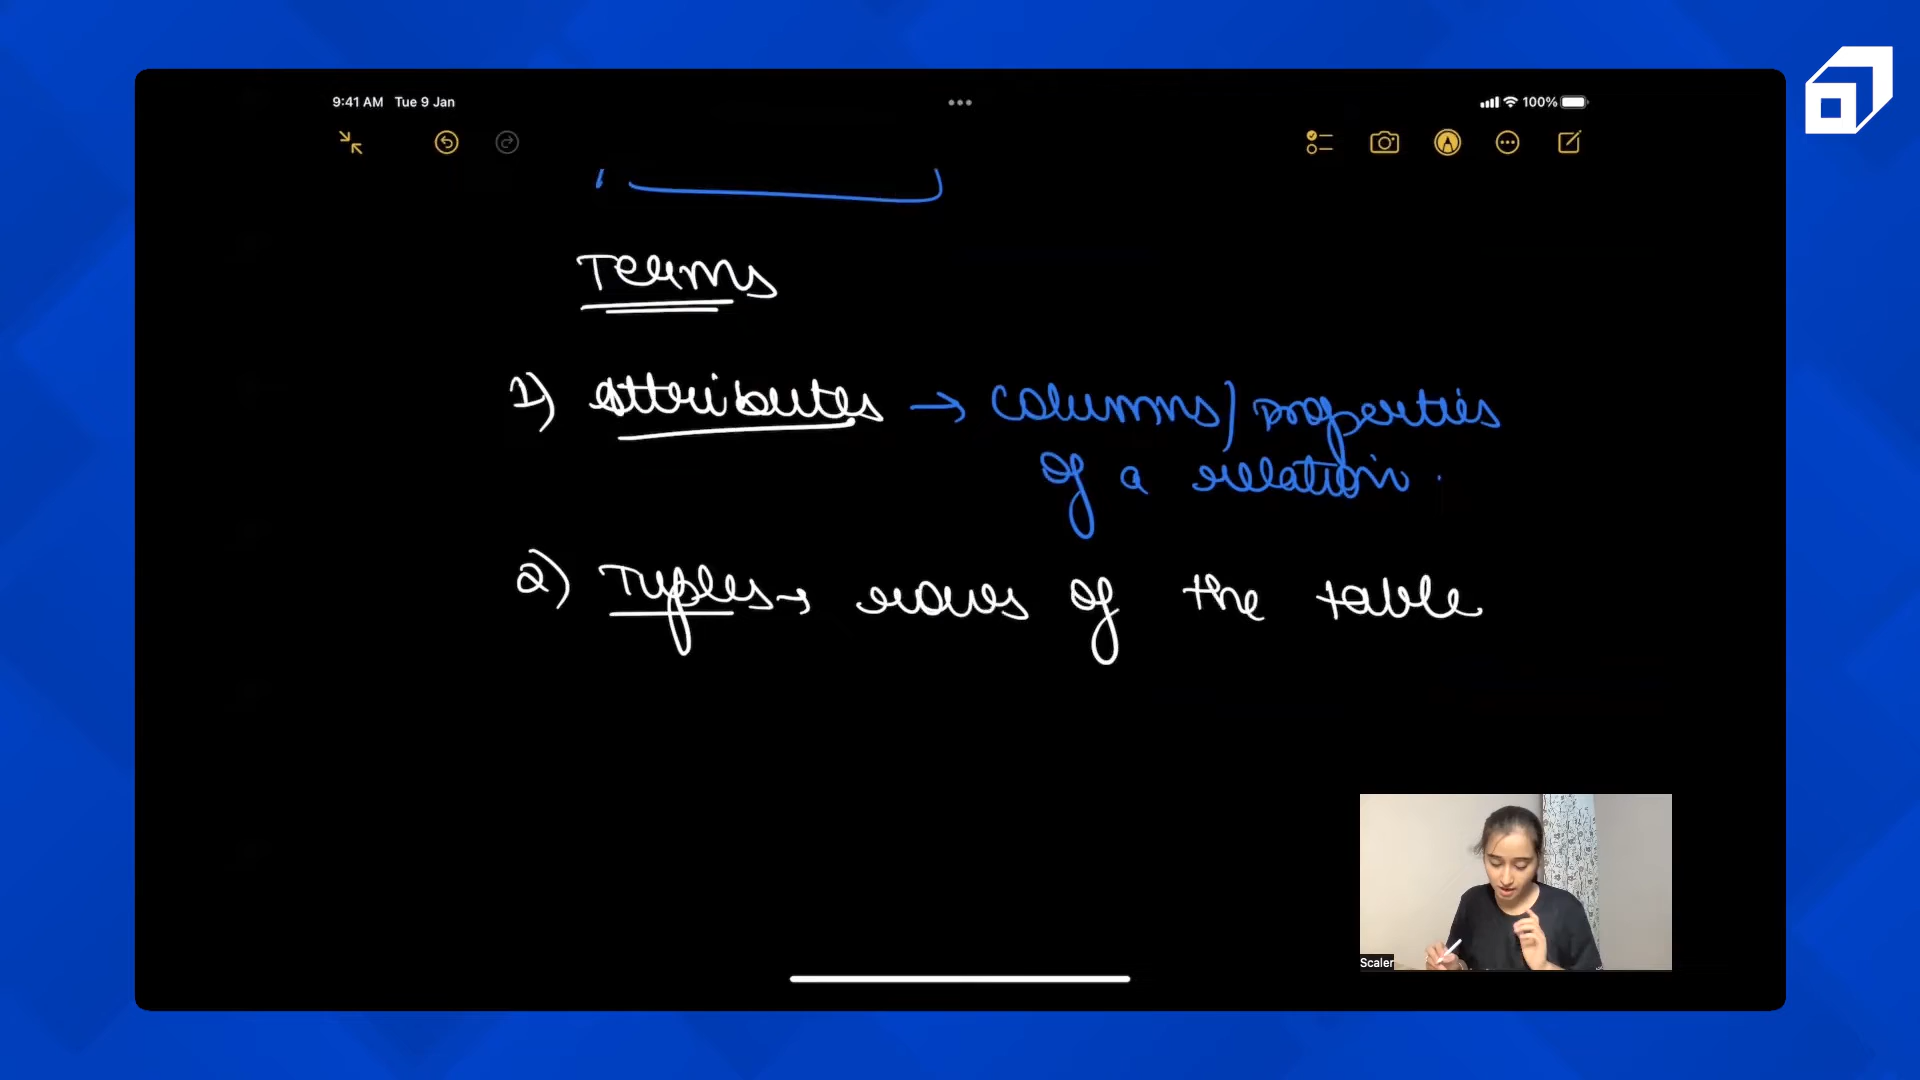 9:41 AM Tue 9 Jan
100%
Terms
1) attributes → columns/properties
of a relation.
2) Tuples → rows of the table
Scaler